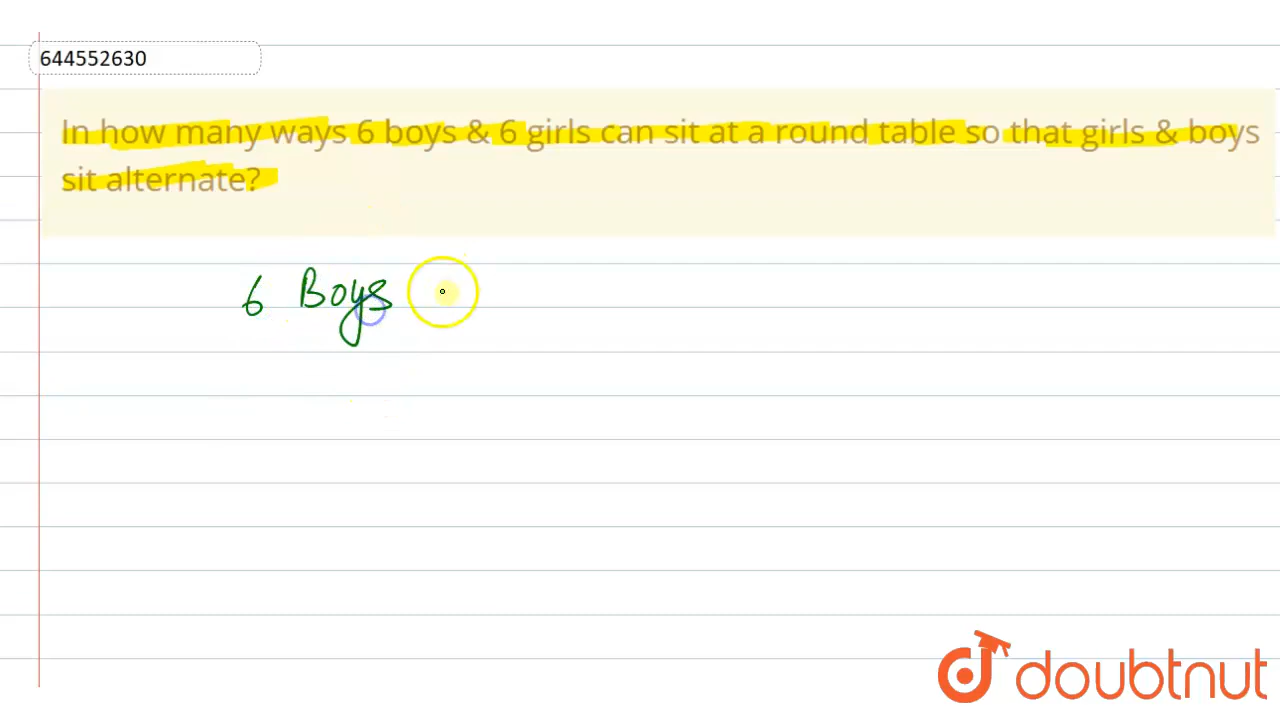 644552630
In how many ways 6 boys & 6 girls can sit at a round table so that girls & boys
sit alternate?
6 Boys
doubtnut